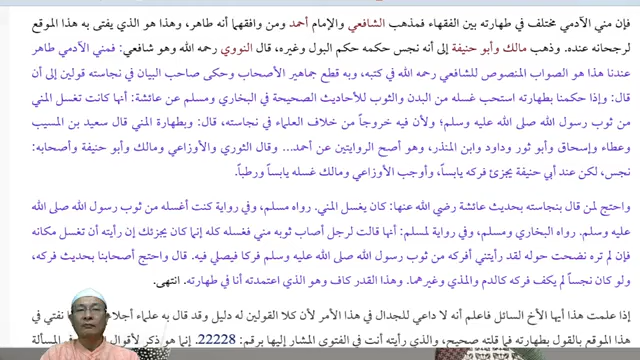 فإن مني الآدمي مختلف في طهارته بين الفقهاء فمذهب الشافعي والإمام أحمد ومن وافقهما أنه طاهر، وهذا هو الذي يفتى به هذا الموقع
لرجحانه عنده. وذهب مالك وأبو حنيفة إلى أنه نجس حكمه حكم البول وغيره، قال النووي رحمه الله وهو شافعي: فمني الآدمي طاهر
عندنا هذا هو الصواب المنصوص للشافعي رحمه الله في كتبه، وبه قطع جماهير الأصحاب وحكى صاحب البيان في نجاسته قولين إلى أن
قال: وإذا حكمنا بطهارته استحب غسله من البدن والثوب للأحاديث الصحيحة في البخاري ومسلم عن عائشة: أنها كانت تغسل المني
من ثوب رسول الله صلى الله عليه وسلم؛ ولأن فيه خروجاً من خلاف العلماء في نجاسته، قال: وبطهارة المني قال سعيد بن المسيب
وعطاء وإسحاق وأبو ثور وداود وابن المنذر، وهو أصح الروايتين عن أحمد... وقال الثوري والأوزاعي ومالك وأبو حنيفة وأصحابه:
نجس، لكن عند أبي حنيفة يجزئ فركه يابساً، وأوجب الأوزاعي ومالك غسله يابساً ورطباً.
واحتج لمن قال بنجاسته بحديث عائشة رضي الله عنها: كان يغسل المني. رواه مسلم، وفي رواية كنت أغسله من ثوب رسول الله صلى الله
عليه وسلم. رواه البخاري ومسلم، وفي رواية لمسلم: أنها قالت لرجل أصاب ثوبه مني فغسله كله إنما كان يجزئك إن رأيته أن تغسل مكانه
فإن لم تره نضحت حوله لقد رأيتني أفركه من ثوب رسول الله صلى الله عليه وسلم فركا فيصلي فيه. قال واحتج أصحابنا بحديث فركه،
ولو كان نجساً لم يكف فركه كالدم والمذي وغيرهما. وهذا القدر كاف وهو الذي اعتمدته أنا في طهارته. انتهى.
إذا علمت هذا أيها الأخ السائل فاعلم أنه لا داعي للجدال في هذا الأمر لأن كلا القولين له دليل وقد قال به علماء أجلاء نفتي في
هذا الموقع بالقول بطهارته فما قلته صحيح، والذي رأيته أنت في الفتوى المشار إليها برقم: 22228. إنما هو ذكر لأقوال المسألة